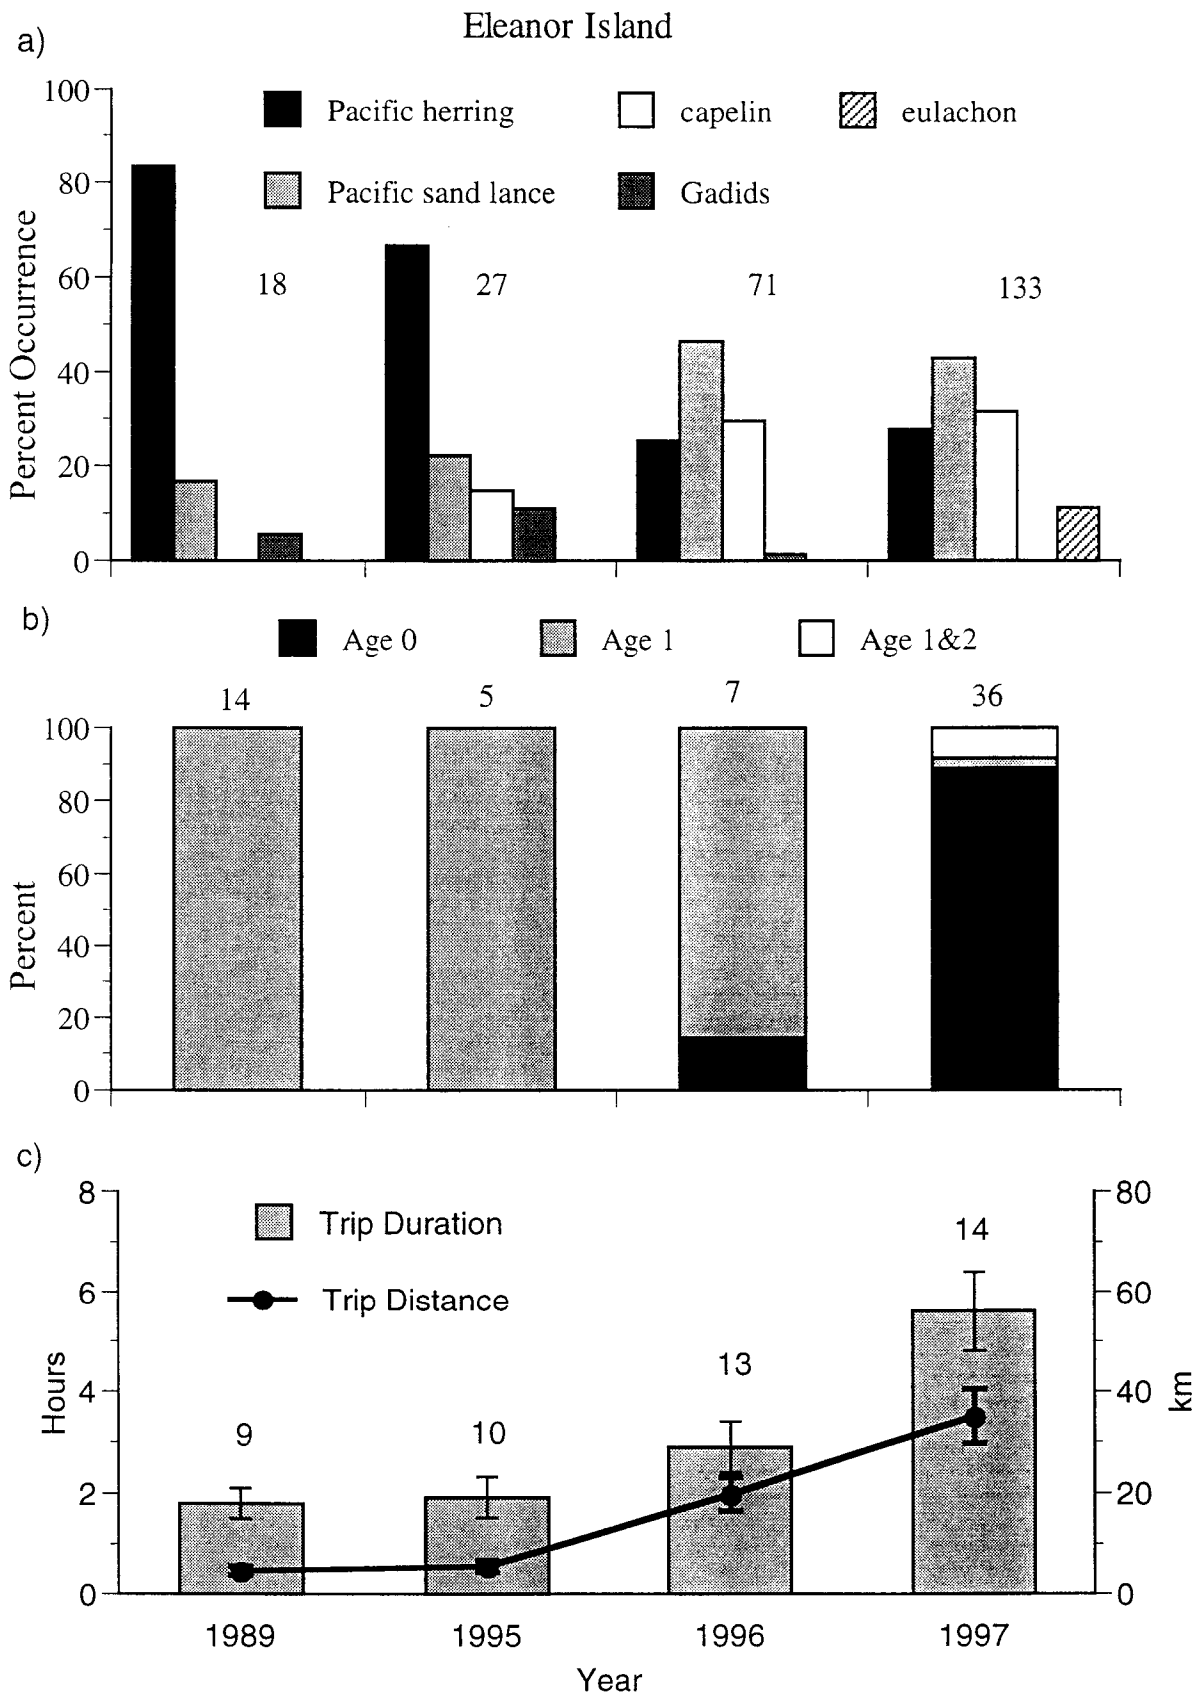 Eleanor Island
a)
100
Pacific herring
capelin
eulachon
80
Pacific sand lance
Gadids
60
18
27
71
133
40
20
0
Percent Occurrence
b)
Age 0
Age 1
Age 1&2
14
5
7
36
100
80
60
40
20
0
Percent
c)
8
80
Trip Duration
14
6
60
Trip Distance
13
4
40
9
10
2
20
0
0
Hours
km
1989
1995
1996
1997
Year